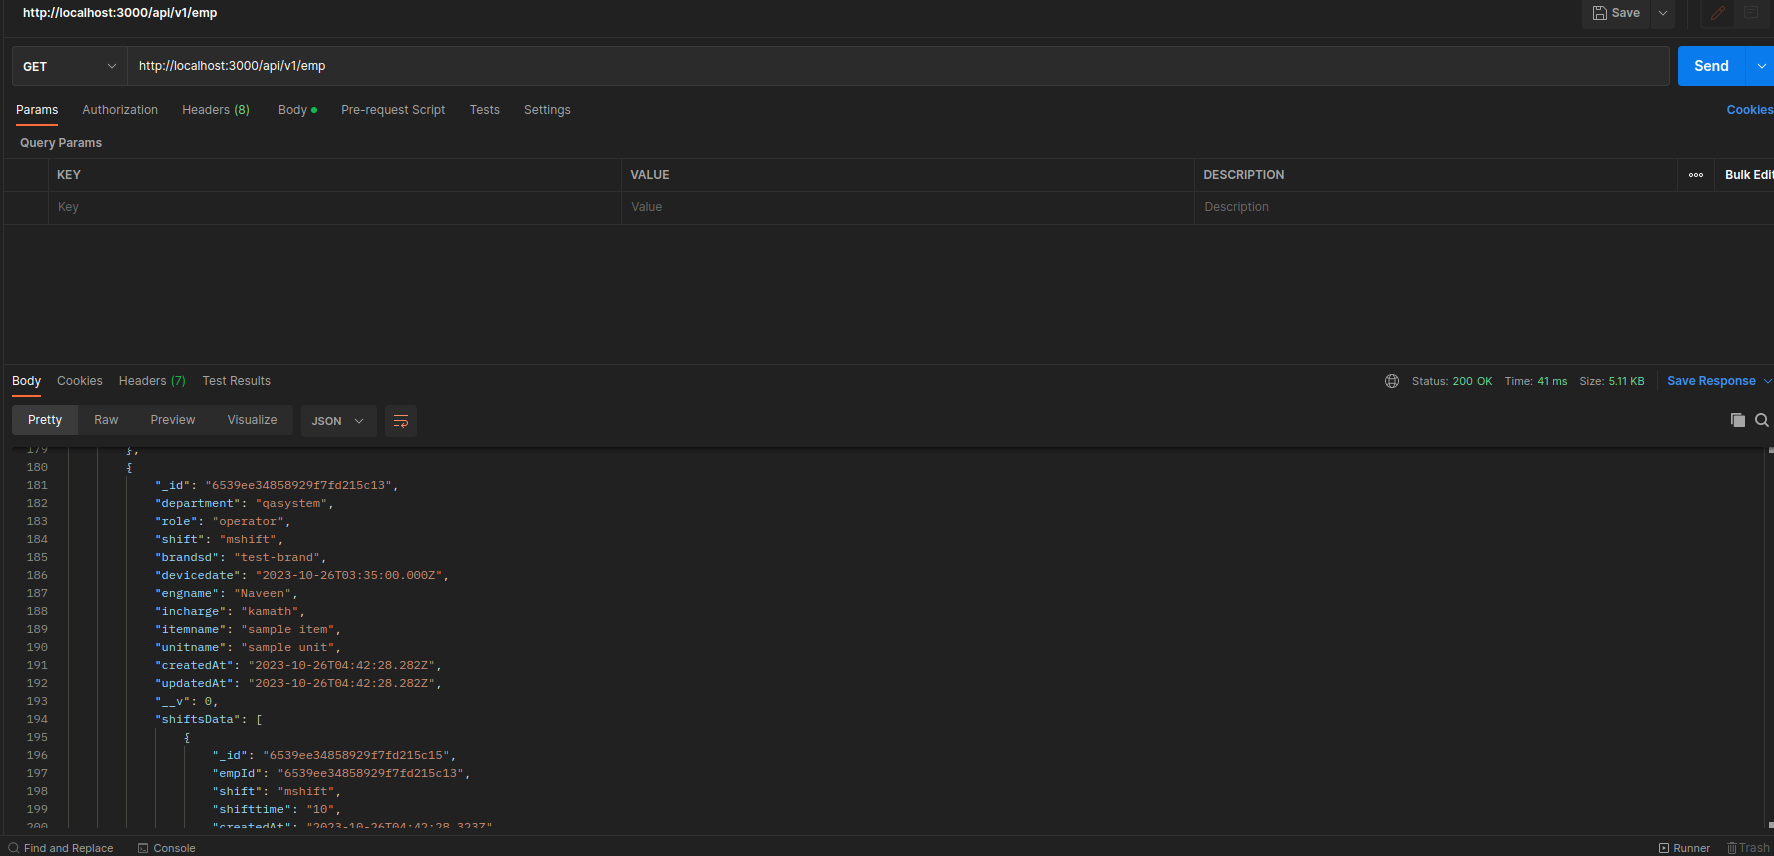 http://localhost:3000/api/v1/emp
Save
GET http://localhost:3000/api/v1/emp Send
Params Authorization Headers (8) Body Pre-request Script Tests Settings Cookies
Query Params
KEY VALUE DESCRIPTION ooo Bulk Edit
Key Value Description
Body Cookies Headers (7) Test Results Status: 200 OK Time: 41 ms Size: 5.11 KB Save Response
Pretty Raw Preview Visualize JSON
179 },
180 {
181 "_id": "6539ee34858929f7fd215c13",
182 "department": "qasystem",
183 "role": "operator",
184 "shift": "mshift",
185 "brandsd": "test-brand",
186 "devicedate": "2023-10-26T03:35:00.000Z",
187 "engname": "Naveen",
188 "incharge": "kamath",
189 "itemname": "sample item",
190 "unitname": "sample unit",
191 "createdAt": "2023-10-26T04:42:28.282Z",
192 "updatedAt": "2023-10-26T04:42:28.282Z",
193 "__v": 0,
194 "shiftsData": [
195 {
196 "_id": "6539ee34858929f7fd215c15",
197 "empId": "6539ee34858929f7fd215c13",
198 "shift": "mshift",
199 "shifttime": "10",
200 "createdAt": "2023-10-26T04:42:28.323Z"
Find and Replace Console Runner Trash